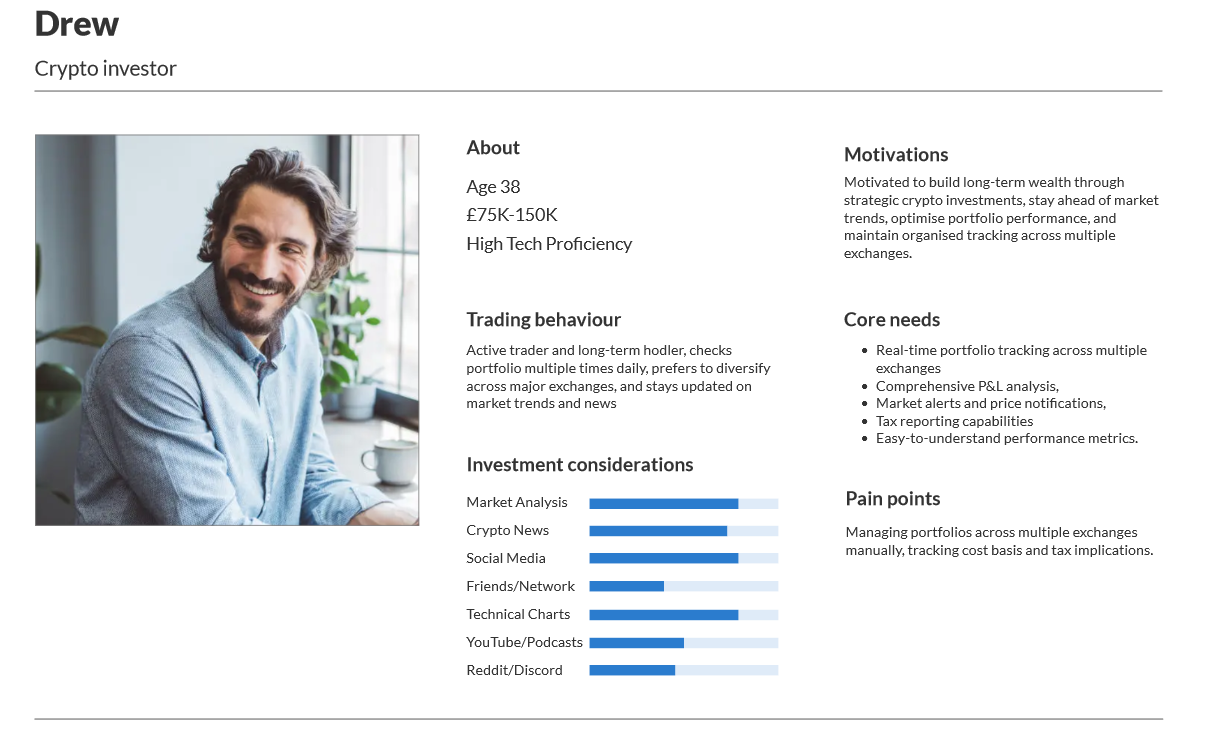 Drew
Crypto investor
About
Age 38
£75K-150K
High Tech Proficiency
Trading behaviour
Active trader and long-term hodler, checks
portfolio multiple times daily, prefers to diversify
across major exchanges, and stays updated on
market trends and news
Investment considerations
Market Analysis
Crypto News
Social Media
Friends/Network
Technical Charts
YouTube/Podcasts
Reddit/Discord
Motivations
Motivated to build long-term wealth through
strategic crypto investments, stay ahead of market
trends, optimise portfolio performance, and
maintain organised tracking across multiple
exchanges.
Core needs
• Real-time portfolio tracking across multiple
exchanges
• Comprehensive P&L analysis,
• Market alerts and price notifications,
• Tax reporting capabilities
• Easy-to-understand performance metrics.
Pain points
Managing portfolios across multiple exchanges
manually, tracking cost basis and tax implications.